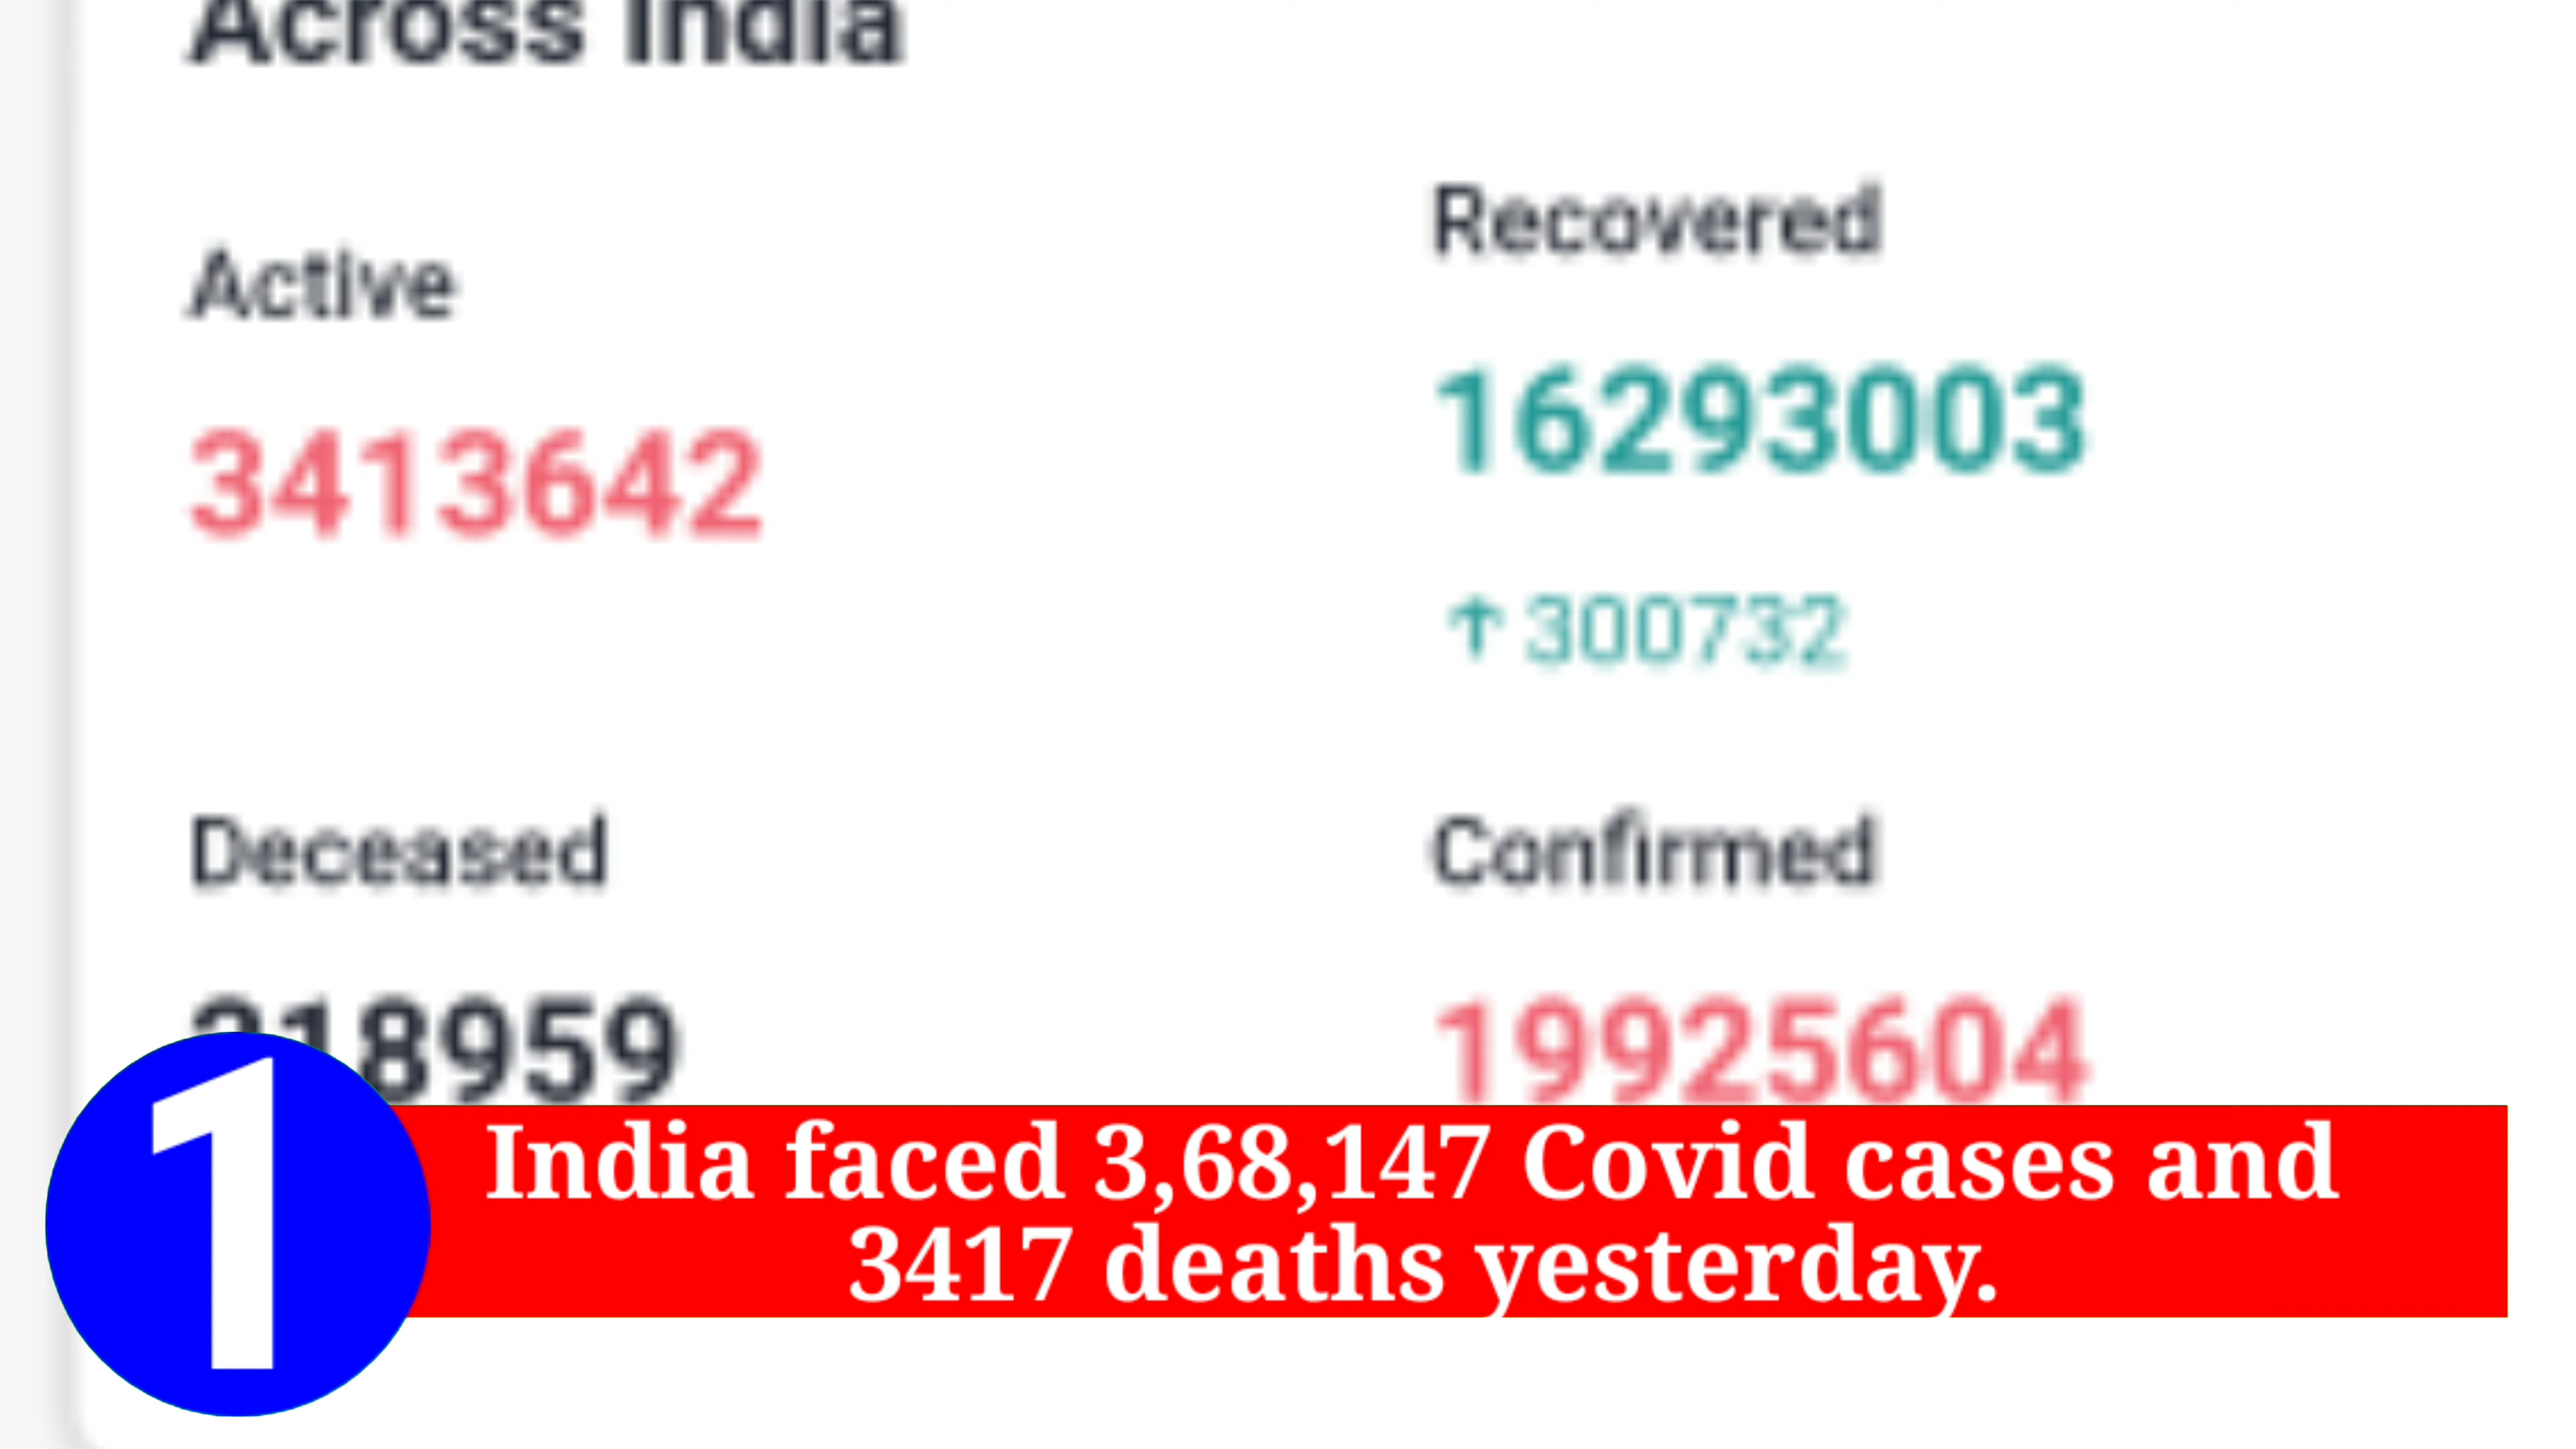 Across India
Active
3413642
Recovered
16293003
↑300732
Deceased
218959
Confirmed
19925604
1
India faced 3,68,147 Covid cases and
3417 deaths yesterday.